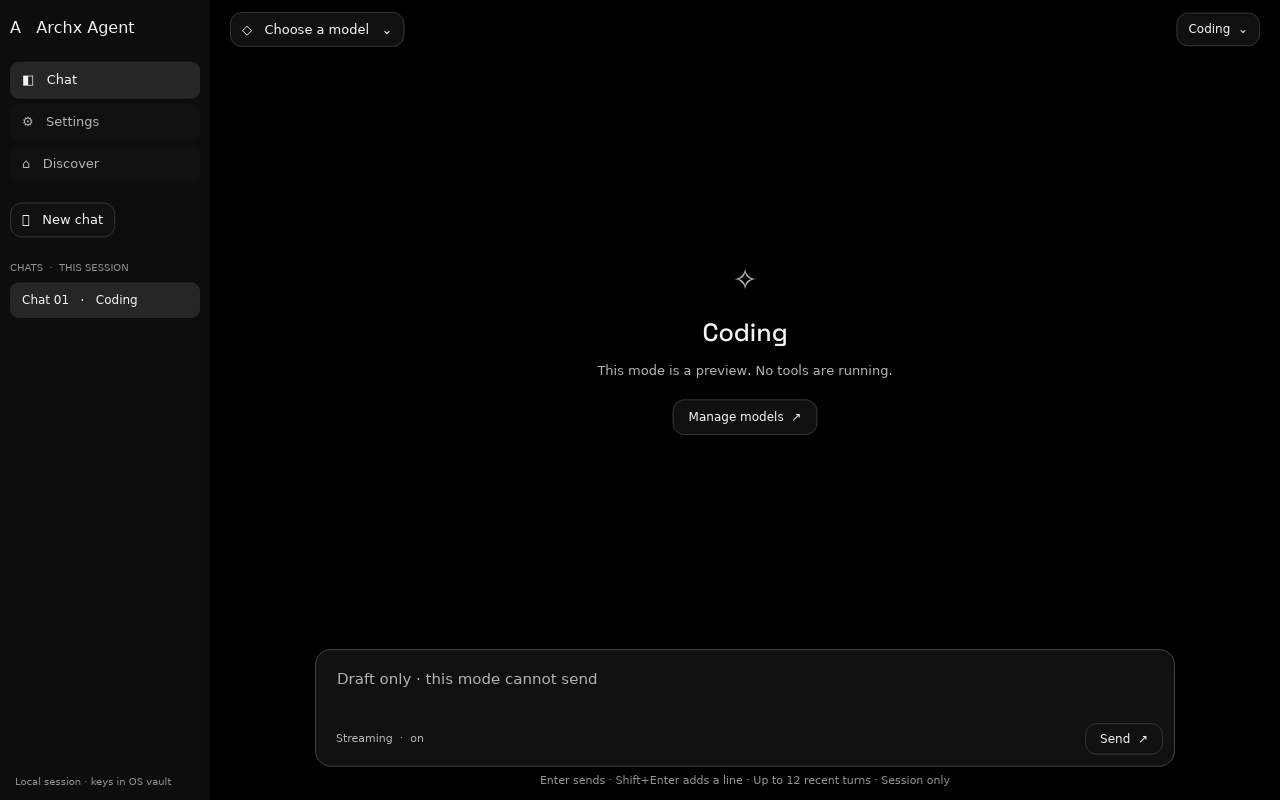 A Archx Agent
Choose a model
Coding
Chat
Settings
Discover
New chat
CHATS · THIS SESSION
Chat 01 · Coding
Coding
This mode is a preview. No tools are running.
Manage models ↗
Draft only · this mode cannot send
Streaming · on
Send ↗
Enter sends · Shift+Enter adds a line · Up to 12 recent turns · Session only
Local session · keys in OS vault